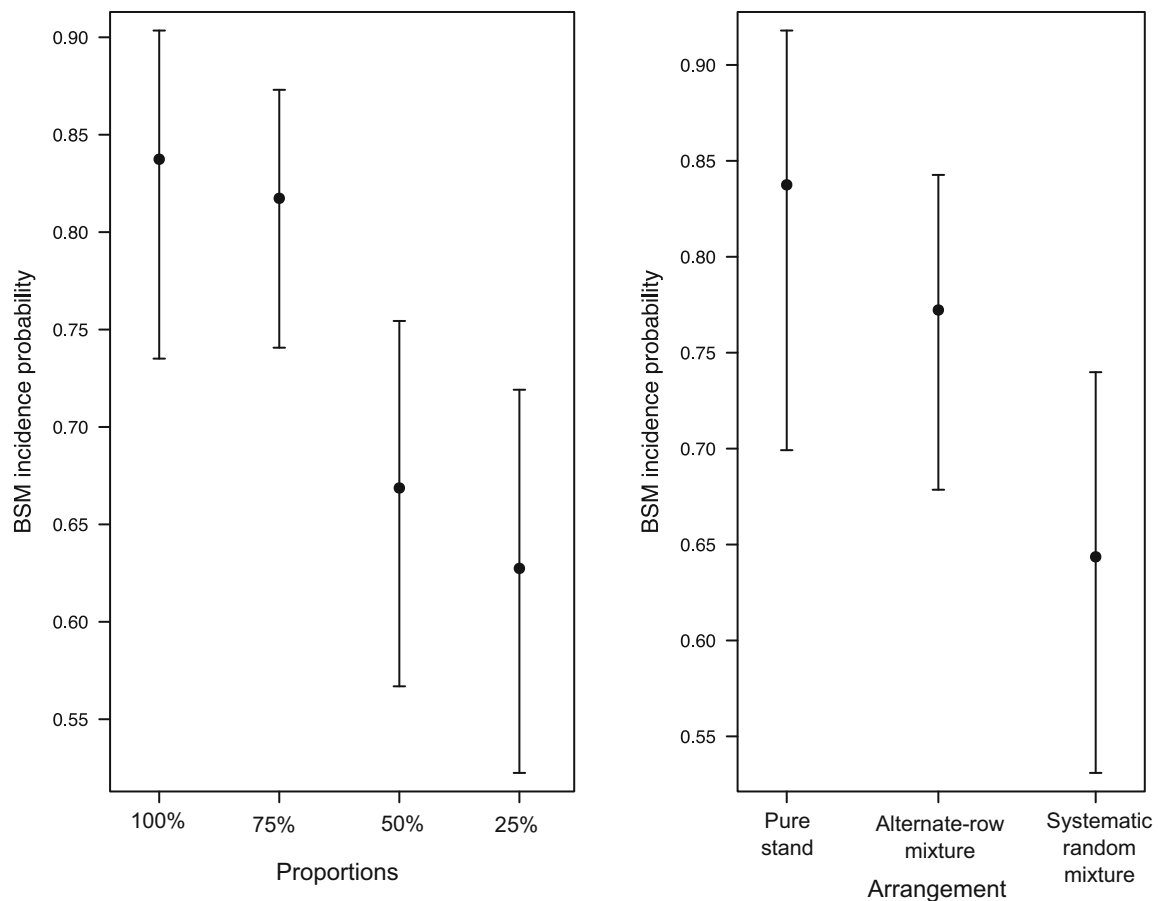 BSM incidence probability
0.90
0.85
0.80
0.75
0.70
0.65
0.60
0.55
100%
75%
50%
25%
Proportions
BSM incidence probability
0.90
0.85
0.80
0.75
0.70
0.65
0.60
0.55
Pure
stand
Alternate-row
mixture
Systematic
random
mixture
Arrangement